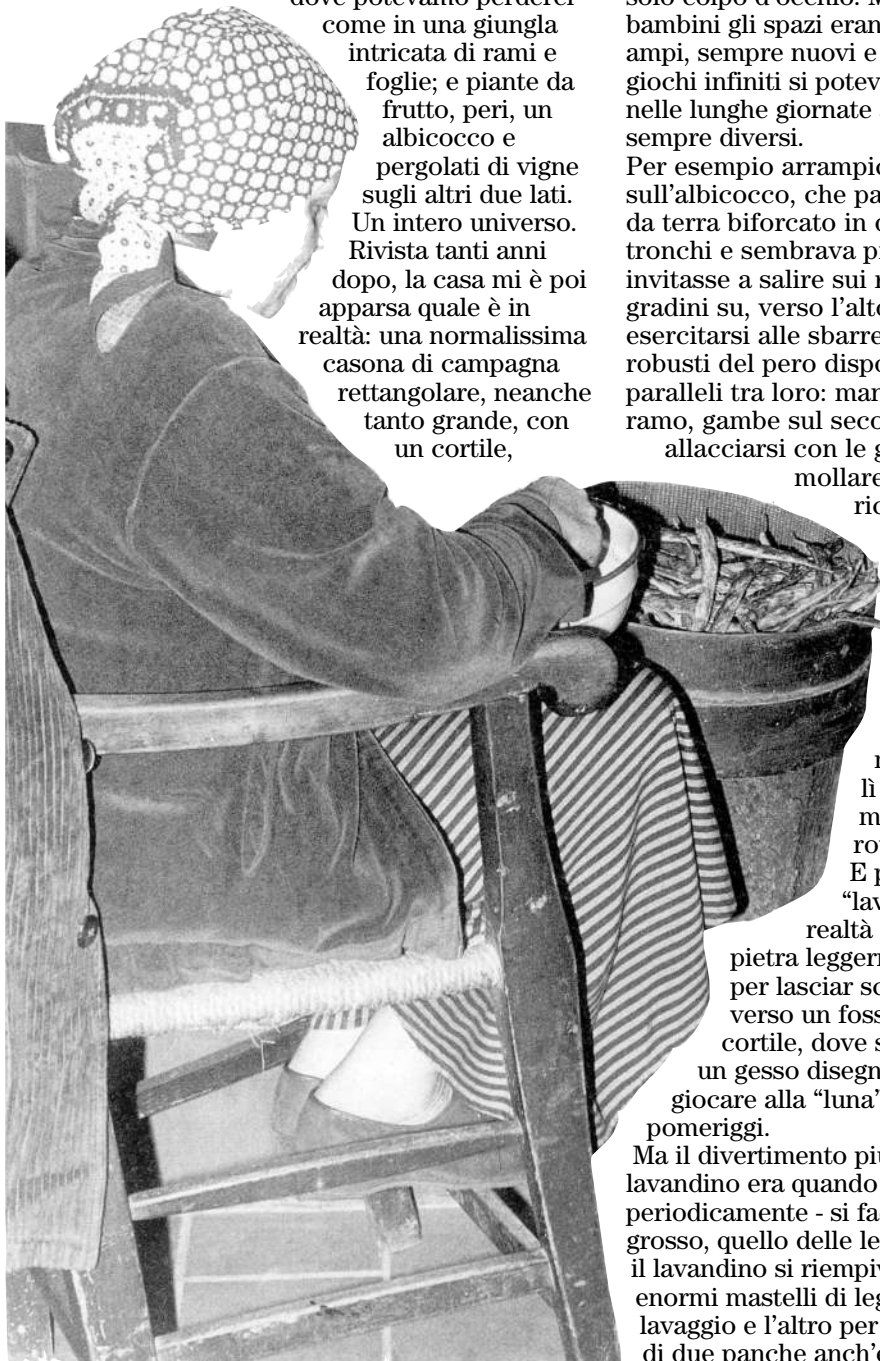 dove potevamo perderci
come in una giungla
intricata di rami e
foglie; e piante da
frutto, peri, un
albicocco e
pergolati di vigne
sugli altri due lati.
Un intero universo.
Rivista tanti anni
dopo, la casa mi è poi
apparsa quale è in
realtà: una normalissima
casona di campagna
rettangolare, neanche
tanto grande, con
un cortile,
solo colpo d'occhio. M
bambini gli spazi eran
ampi, sempre nuovi e
giochi infiniti si potev
nelle lunghe giornate
sempre diversi.
Per esempio arrampic
sull'albicocco, che pa
da terra biforcato in d
tronchi e sembrava p
invitasse a salire sui r
gradini su, verso l'alto
esercitarsi alle sbarre
robusti del pero dispo
paralleli tra loro: man
ramo, gambe sul seco
allacciarsi con le g
mollare
ric
r
lì
m
ro
E p
“lav
realtà
pietra leggerm
per lasciar sc
verso un foss
cortile, dove s
un gesso disegn
giocare alla “luna”
pomeriggi.
Ma il divertimento più
lavandino era quando
periodicamente - si fa
grosso, quello delle le
il lavandino si riempiv
enormi mastelli di leg
lavaggio e l'altro per
di due panche anch'e